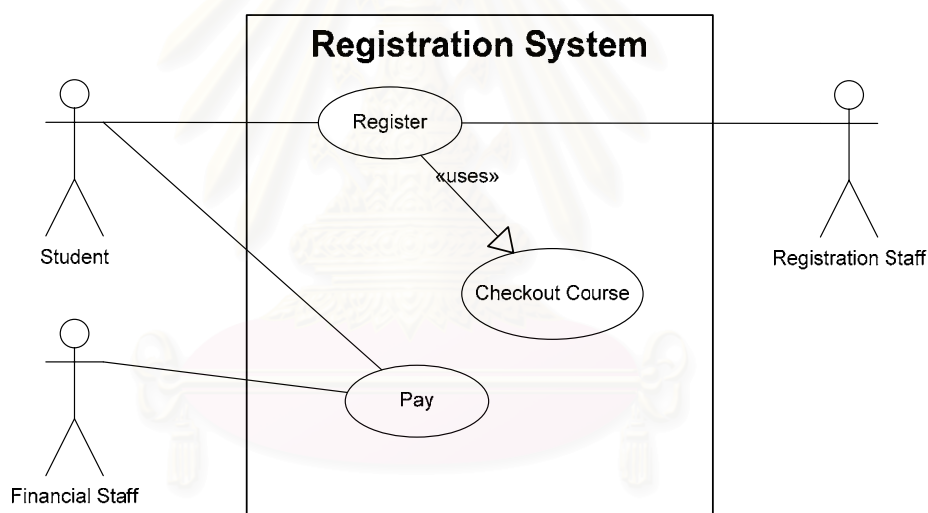 Registration System
Register
«uses»
Student
Registration Staff
Checkout Course
Pay
Financial Staff